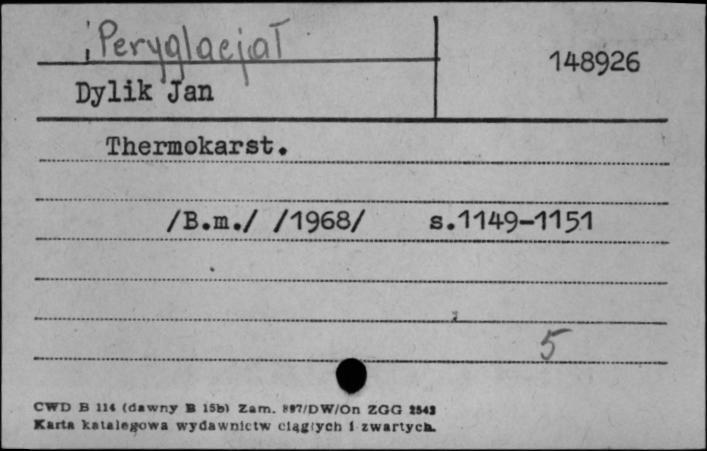 Peryglacjał
148926
Dylik Jan
Thermokarst.
/B.m./ /1968/ s.1149-1151
5
CWD B 114 (dawny B 15b) Zam. 897/DW/On ZGG 2543
Karta katalogowa wydawnictw ciągłych i zwartych.